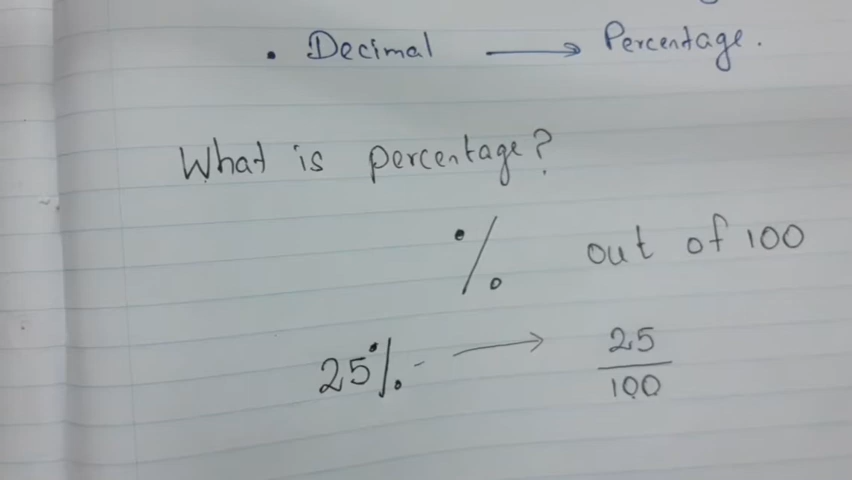 • Decimal → Percentage.
What is percentage?
% out of 100
25% → 25/100